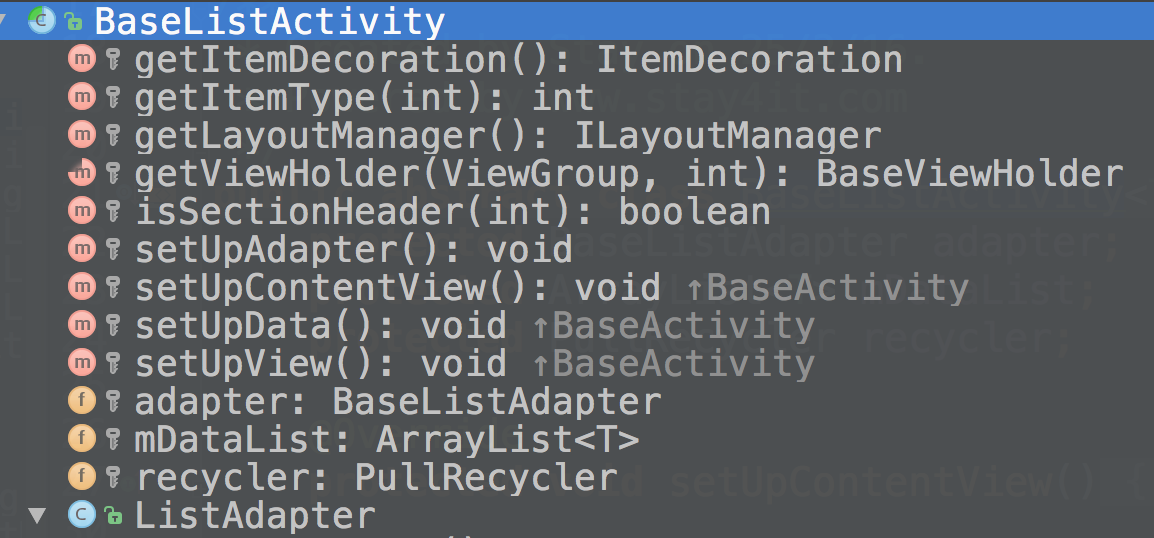 BaseListActivity
getItemDecoration(): ItemDecoration
getItemType(int): int
getLayoutManager(): ILayoutManager
getViewHolder(ViewGroup, int): BaseViewHolder
isSectionHeader(int): boolean
setUpAdapter(): void
setUpContentView(): void ↑BaseActivity
setUpData(): void ↑BaseActivity
setUpView(): void ↑BaseActivity
adapter: BaseListAdapter
mDataList: ArrayList<T>
recycler: PullRecycler
ListAdapter